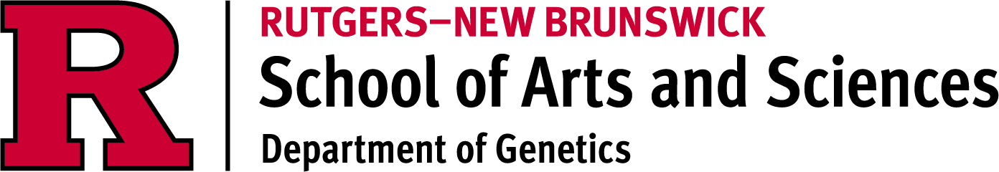 R
RUTGERS–NEW BRUNSWICK
School of Arts and Sciences
Department of Genetics